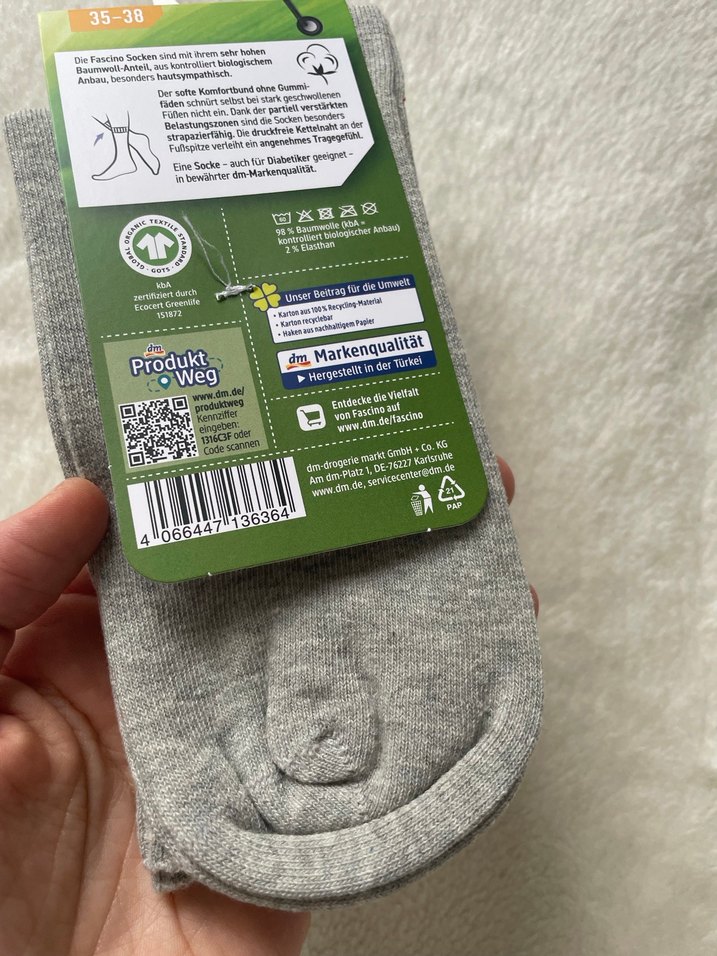 35–38
Die Fascino Socken sind mit ihrem sehr hohen
Baumwoll-Anteil, aus kontrolliert biologischem
Anbau, besonders hautsympathisch.
Der softe Komfortbund ohne Gummi-
fäden schnürt selbst bei stark geschwollenen
Füßen nicht ein. Dank der partiell verstärkten
Belastungszonen sind die Socken besonders
strapazierfähig. Die druckfreie Kettelnaht an der
Fußspitze verleiht ein angenehmes Tragegefühl.
Eine Socke – auch für Diabetiker geeignet –
in bewährter dm-Markenqualität.
GLOBAL ORGANIC TEXTILE STANDARD
· GOTS ·
kbA
zertifiziert durch
Ecocert Greenlife
151872
60
98 % Baumwolle (kbA =
kontrolliert biologischer Anbau)
2 % Elasthan
Unser Beitrag für die Umwelt
• Karton aus 100 % Recycling-Material
• Karton recyclebar
• Haken aus nachhaltigem Papier
dm Markenqualität
Hergestellt in der Türkei
dm
Produkt
Weg
www.dm.de/
produktweg
Kennziffer
eingeben:
1316C3F oder
Code scannen
Entdecke die Vielfalt
von Fascino auf
www.dm.de/fascino
dm-drogerie markt GmbH + Co. KG
Am dm-Platz 1, DE-76227 Karlsruhe
www.dm.de, servicecenter@dm.de
21
PAP
4 066447 136364